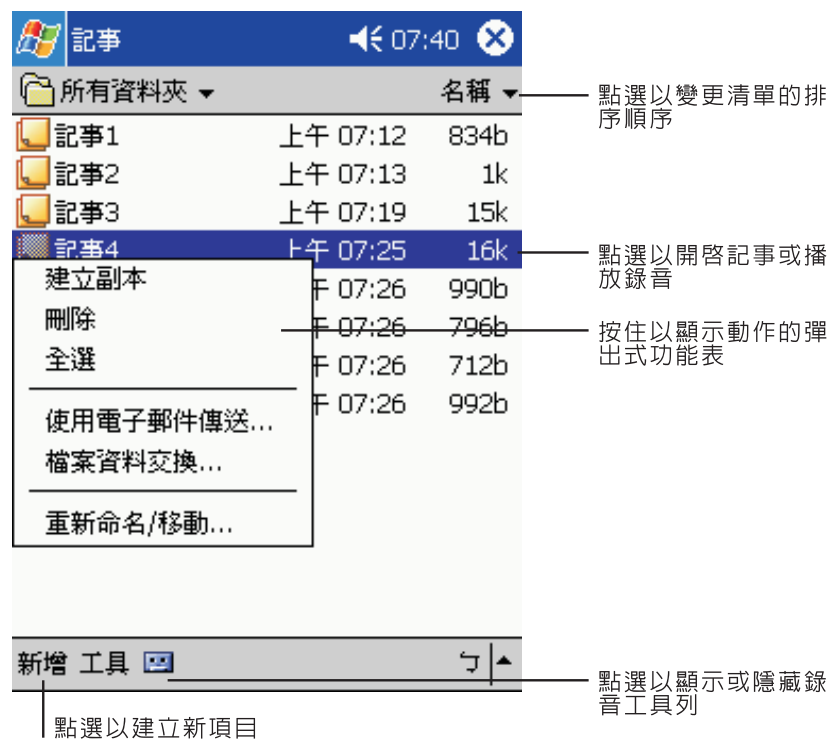 記事 07:40
所有資料夾 名稱
點選以變更清單的排
序順序
記事1 上午 07:12 834b
記事2 上午 07:13 1k
記事3 上午 07:19 15k
記事4 上午 07:25 16k
點選以開啓記事或播
放錄音
建立副本
刪除
全選
使用電子郵件傳送...
檔案資料交換...
重新命名/移動...
午 07:26 990b
午 07:26 796b
午 07:26 712b
午 07:26 992b
按住以顯示動作的彈
出式功能表
新增 工具 ㄅ
點選以顯示或隱藏錄
音工具列
點選以建立新項目